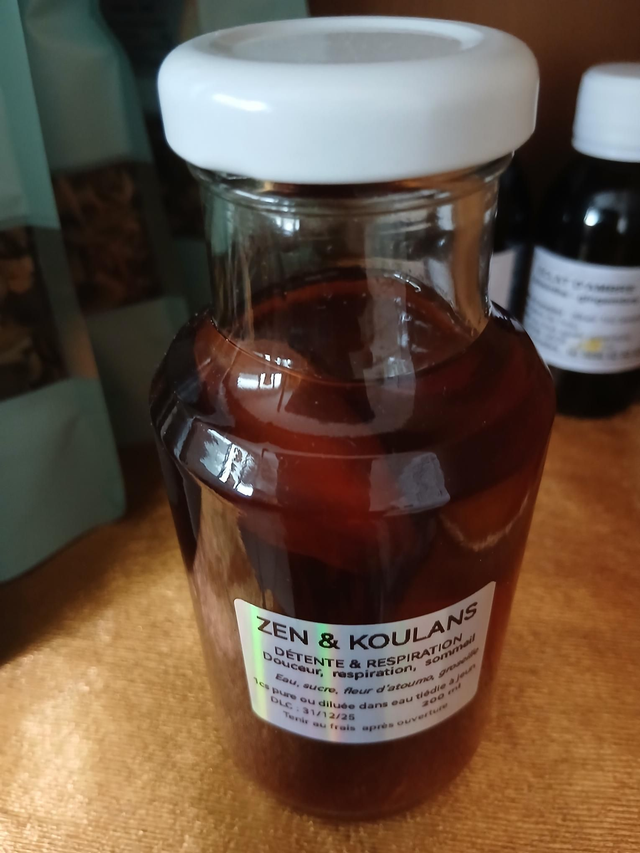 ZEN & KOULANS
DÉTENTE & RESPIRATION
Douceur, respiration, sommeil
Eau, sucre, fleur d'atoumo, groseille
1cs pure ou diluée dans eau tiédie à jeun
DLC : 31/12/25 200 ml
Tenir au frais après ouverture